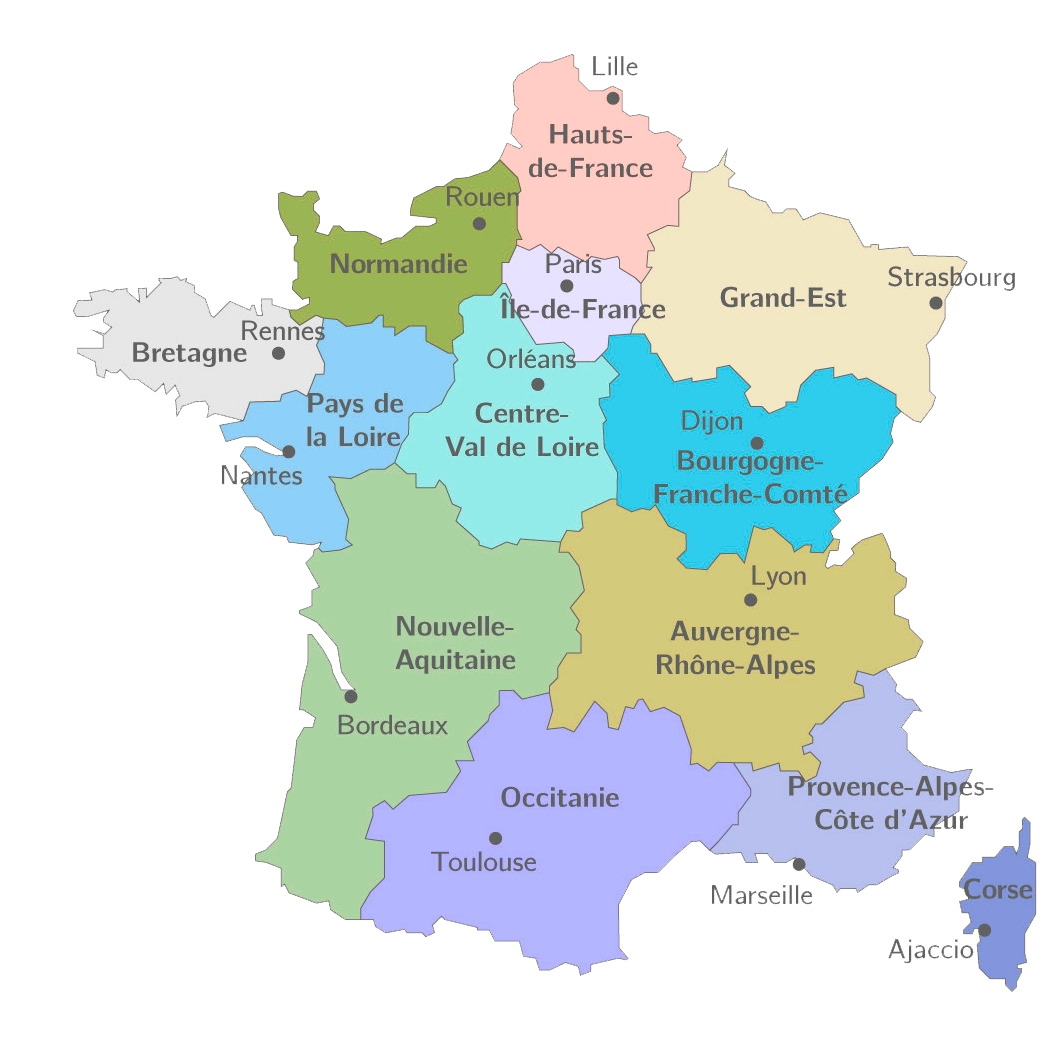 Lille
Hauts-
de-France
Rouen
Normandie
Paris
Île-de-France
Grand-Est
Strasbourg
Rennes
Bretagne
Orléans
Pays de
la Loire
Centre-
Val de Loire
Dijon
Bourgogne-
Franche-Comté
Nantes
Lyon
Nouvelle-
Aquitaine
Auvergne-
Rhône-Alpes
Bordeaux
Occitanie
Provence-Alpes-
Côte d'Azur
Toulouse
Marseille
Corse
Ajaccio